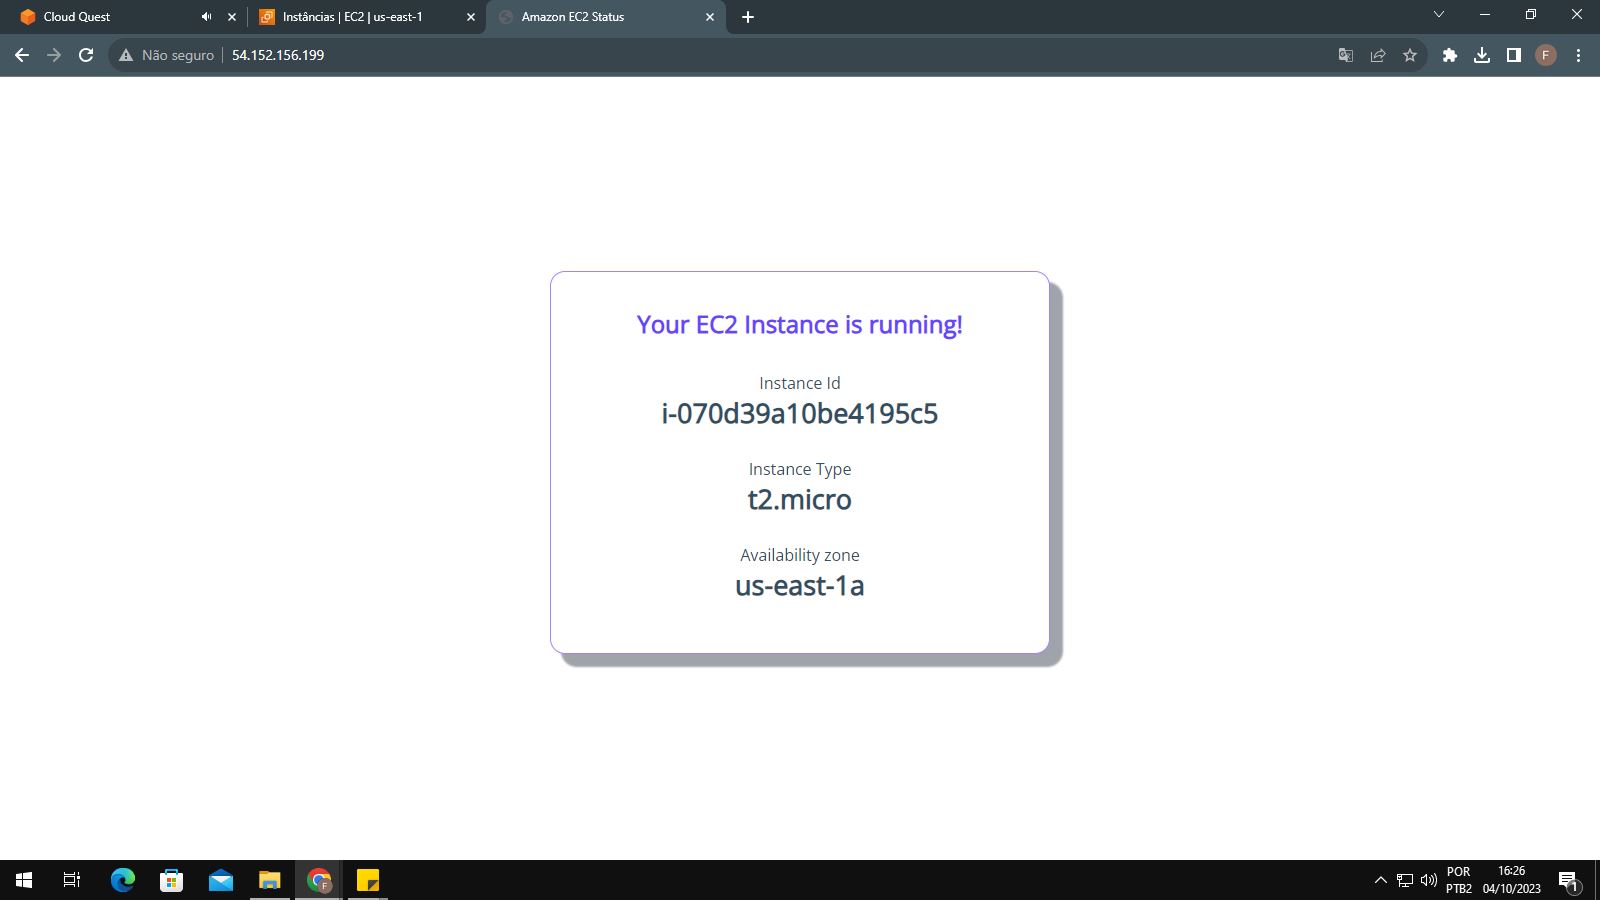 Cloud Quest
Instâncias | EC2 | us-east-1
Amazon EC2 Status
Não seguro
54.152.156.199
F
Your EC2 Instance is running!
Instance Id
i-070d39a10be4195c5
Instance Type
t2.micro
Availability zone
us-east-1a
F
POR
PTB2
16:26
04/10/2023
1